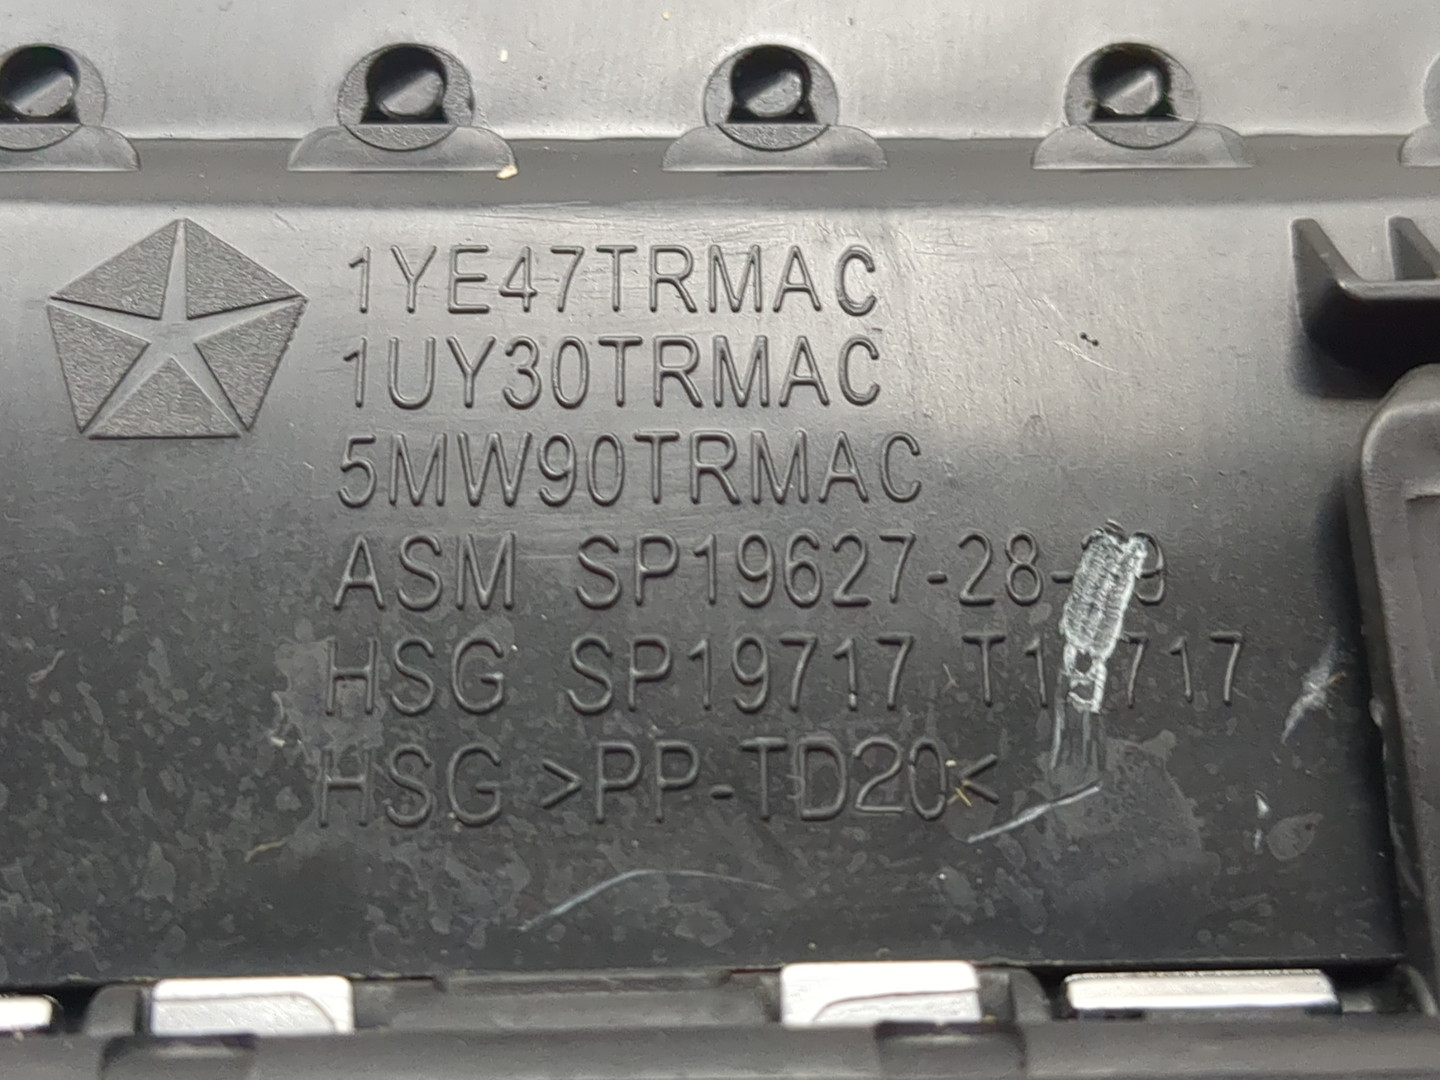 1YE47TRMAC
1UY30TRMAC
5MW90TRMAC
ASM SP19627-28-
HSG SP19717
HSG >PP-TD20<